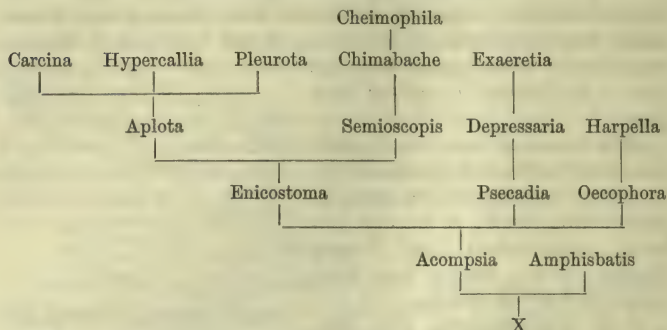 Cheimophila
Carcina Hypercallia Pleurota Chimabache Exaeretia
Aplota Semioscopis Depressaria Harpella
Enicostoma Psecadia Oecophora
Acompsia Amphisbatis
X